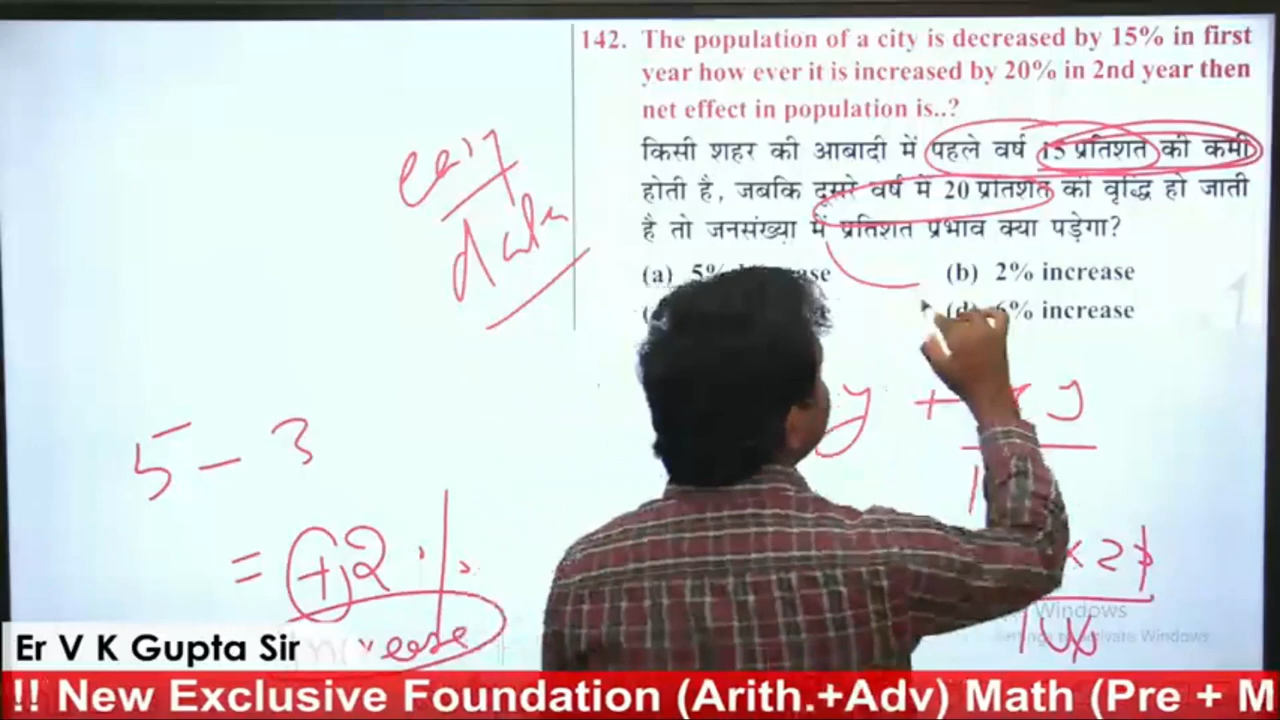 142. The population of a city is decreased by 15% in first
year how ever it is increased by 20% in 2nd year then
net effect in population is..?
किसी शहर की आबादी में पहले वर्ष 15 प्रतिशत की कमी
होती है, जबकि दूसरे वर्ष में 20 प्रतिशत की वृद्धि हो जाती
है तो जनसंख्या में प्रतिशत प्रभाव क्या पड़ेगा?
(a) 5%
(b) 2% increase
(d) 6% increase
easy
y +
5 - 3
= +2 %
Windows
Er V K Gupta Sir
!! New Exclusive Foundation (Arith.+Adv) Math (Pre + M